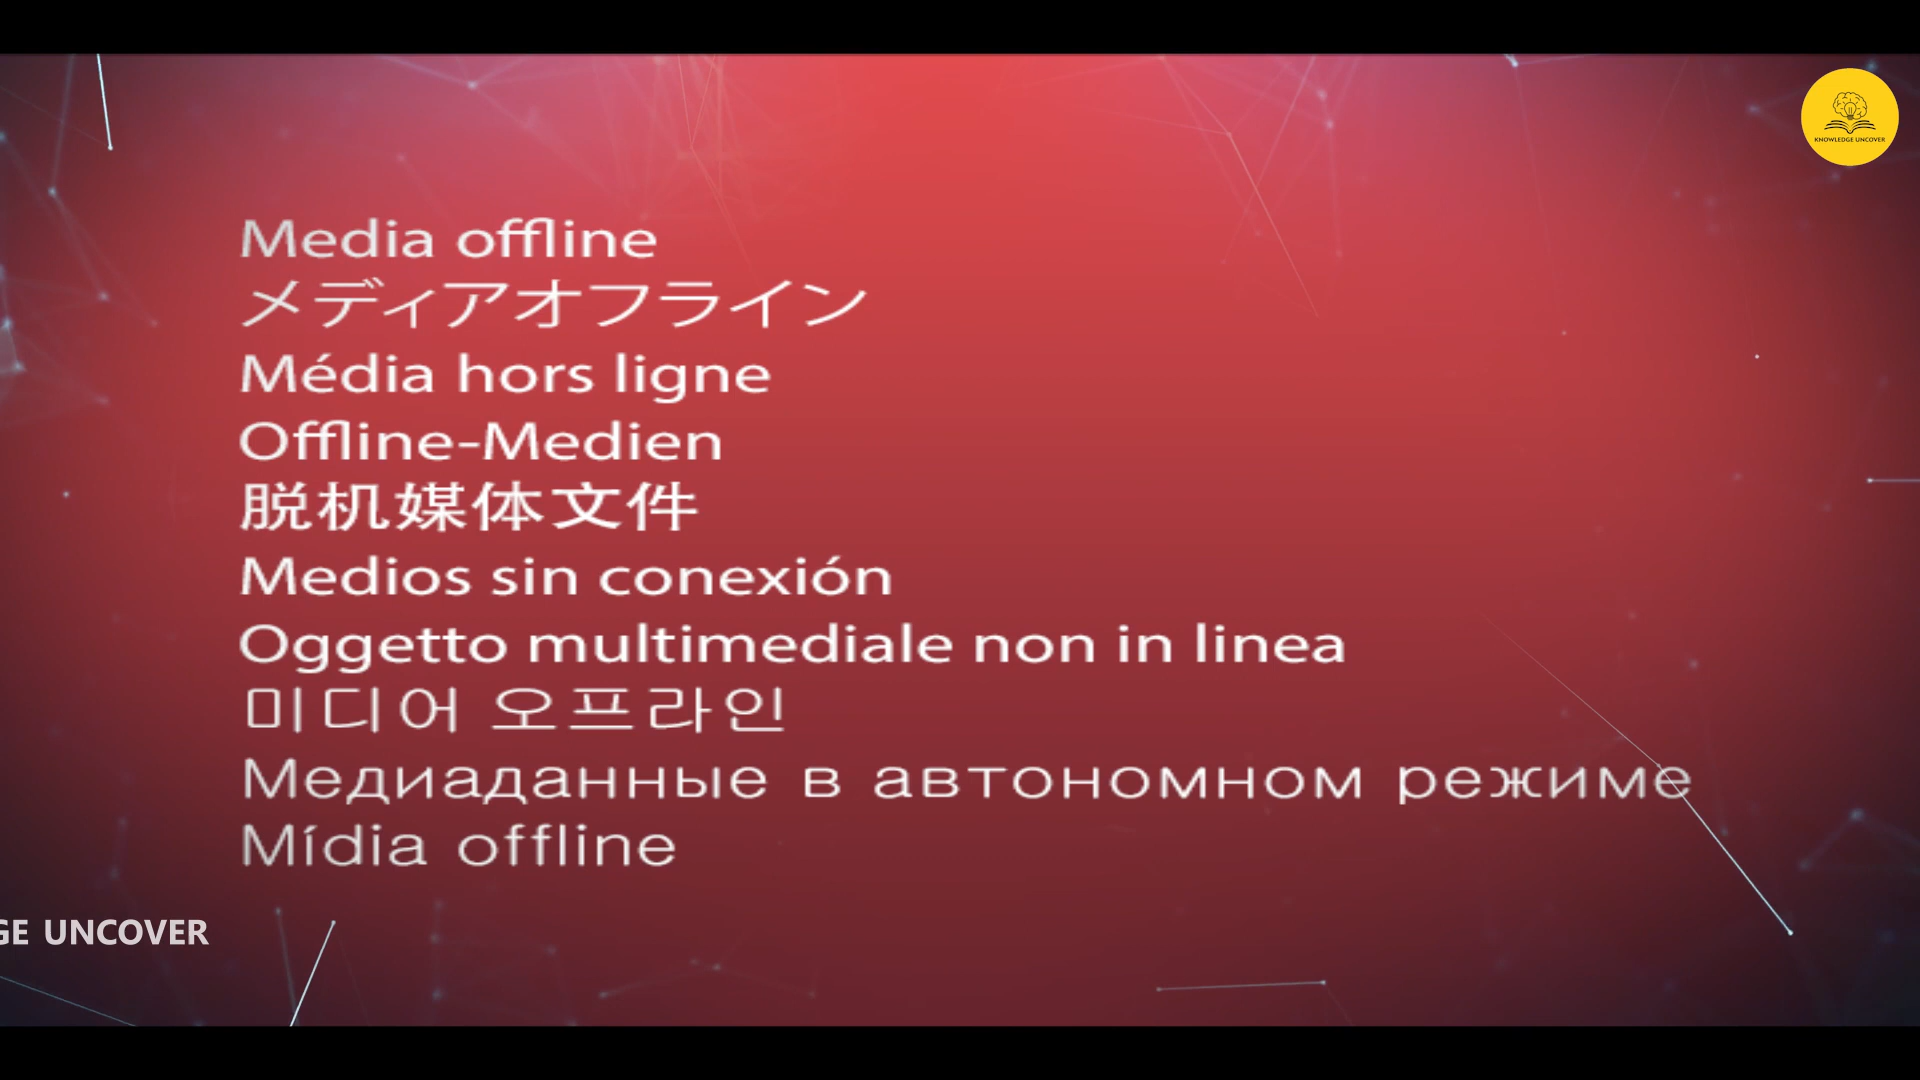 KNOWLEDGE UNCOVER
Media offline
メディアオフライン
Média hors ligne
Offline-Medien
脱机媒体文件
Medios sin conexión
Oggetto multimediale non in linea
미디어 오프라인
Медиаданные в автономном режиме
Mídia offline
GE UNCOVER